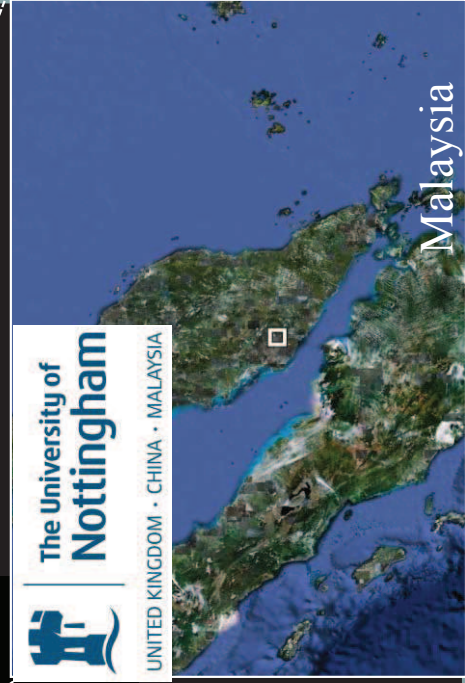 The University of
Nottingham
UNITED KINGDOM · CHINA · MALAYSIA
Malaysia